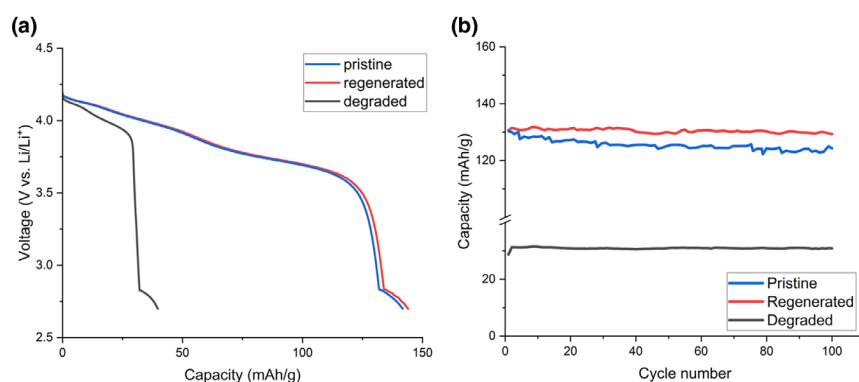 (a)
4.5
4.0
3.5
3.0
2.5
Voltage (V vs. Li/Li⁺)
pristine
regenerated
degraded
0
50
100
150
Capacity (mAh/g)
(b)
160
140
120
20
0
Capacity (mAh/g)
Pristine
Regenerated
Degraded
0
20
40
60
80
100
Cycle number